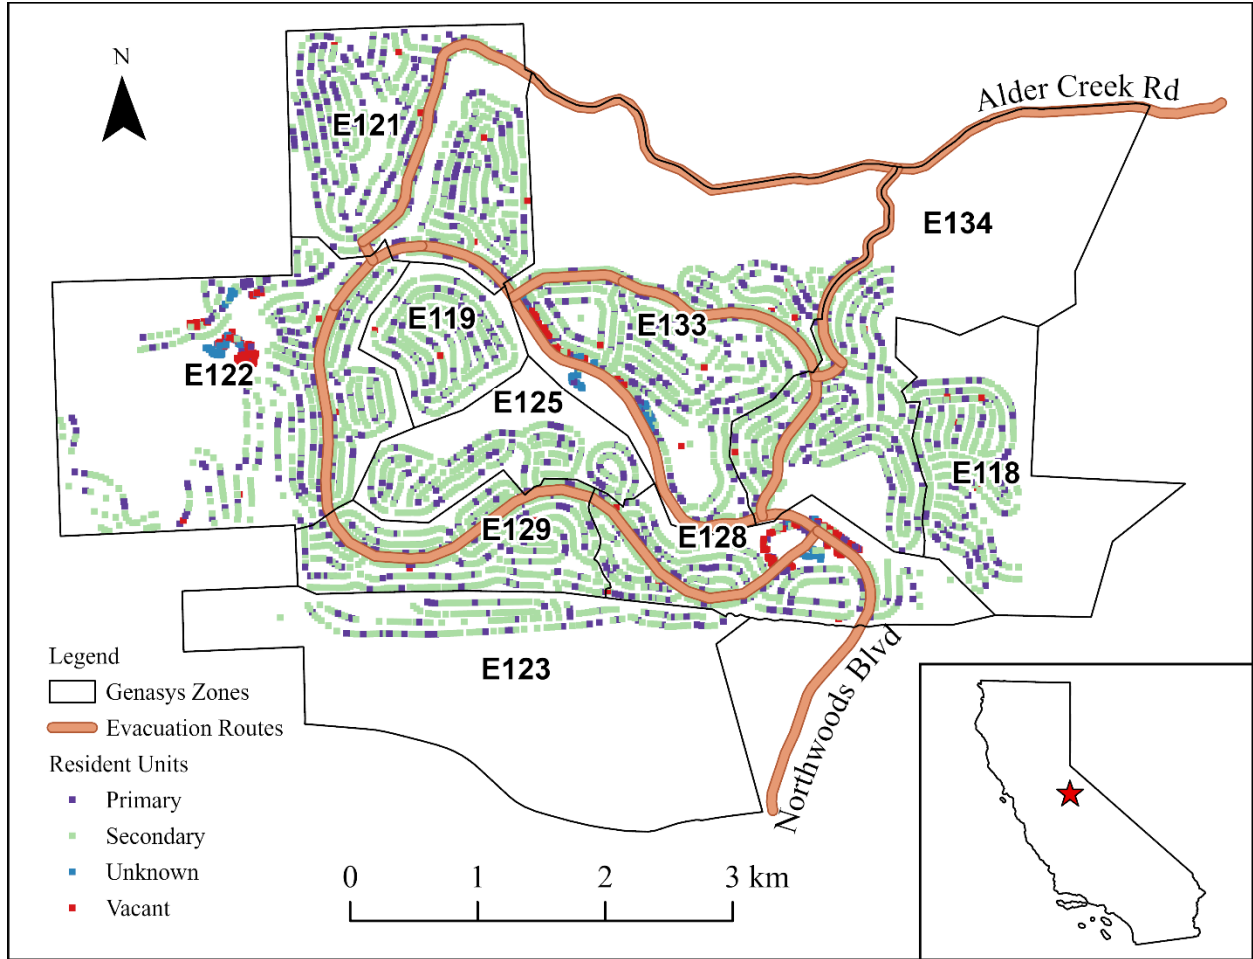 N
Alder Creek Rd
E121
E134
E119
E133
E122
E125
E118
E129
E128
E123
Northwoods Blvd
Legend
Genasys Zones
Evacuation Routes
Resident Units
Primary
Secondary
Unknown
Vacant
0 1 2 3 km